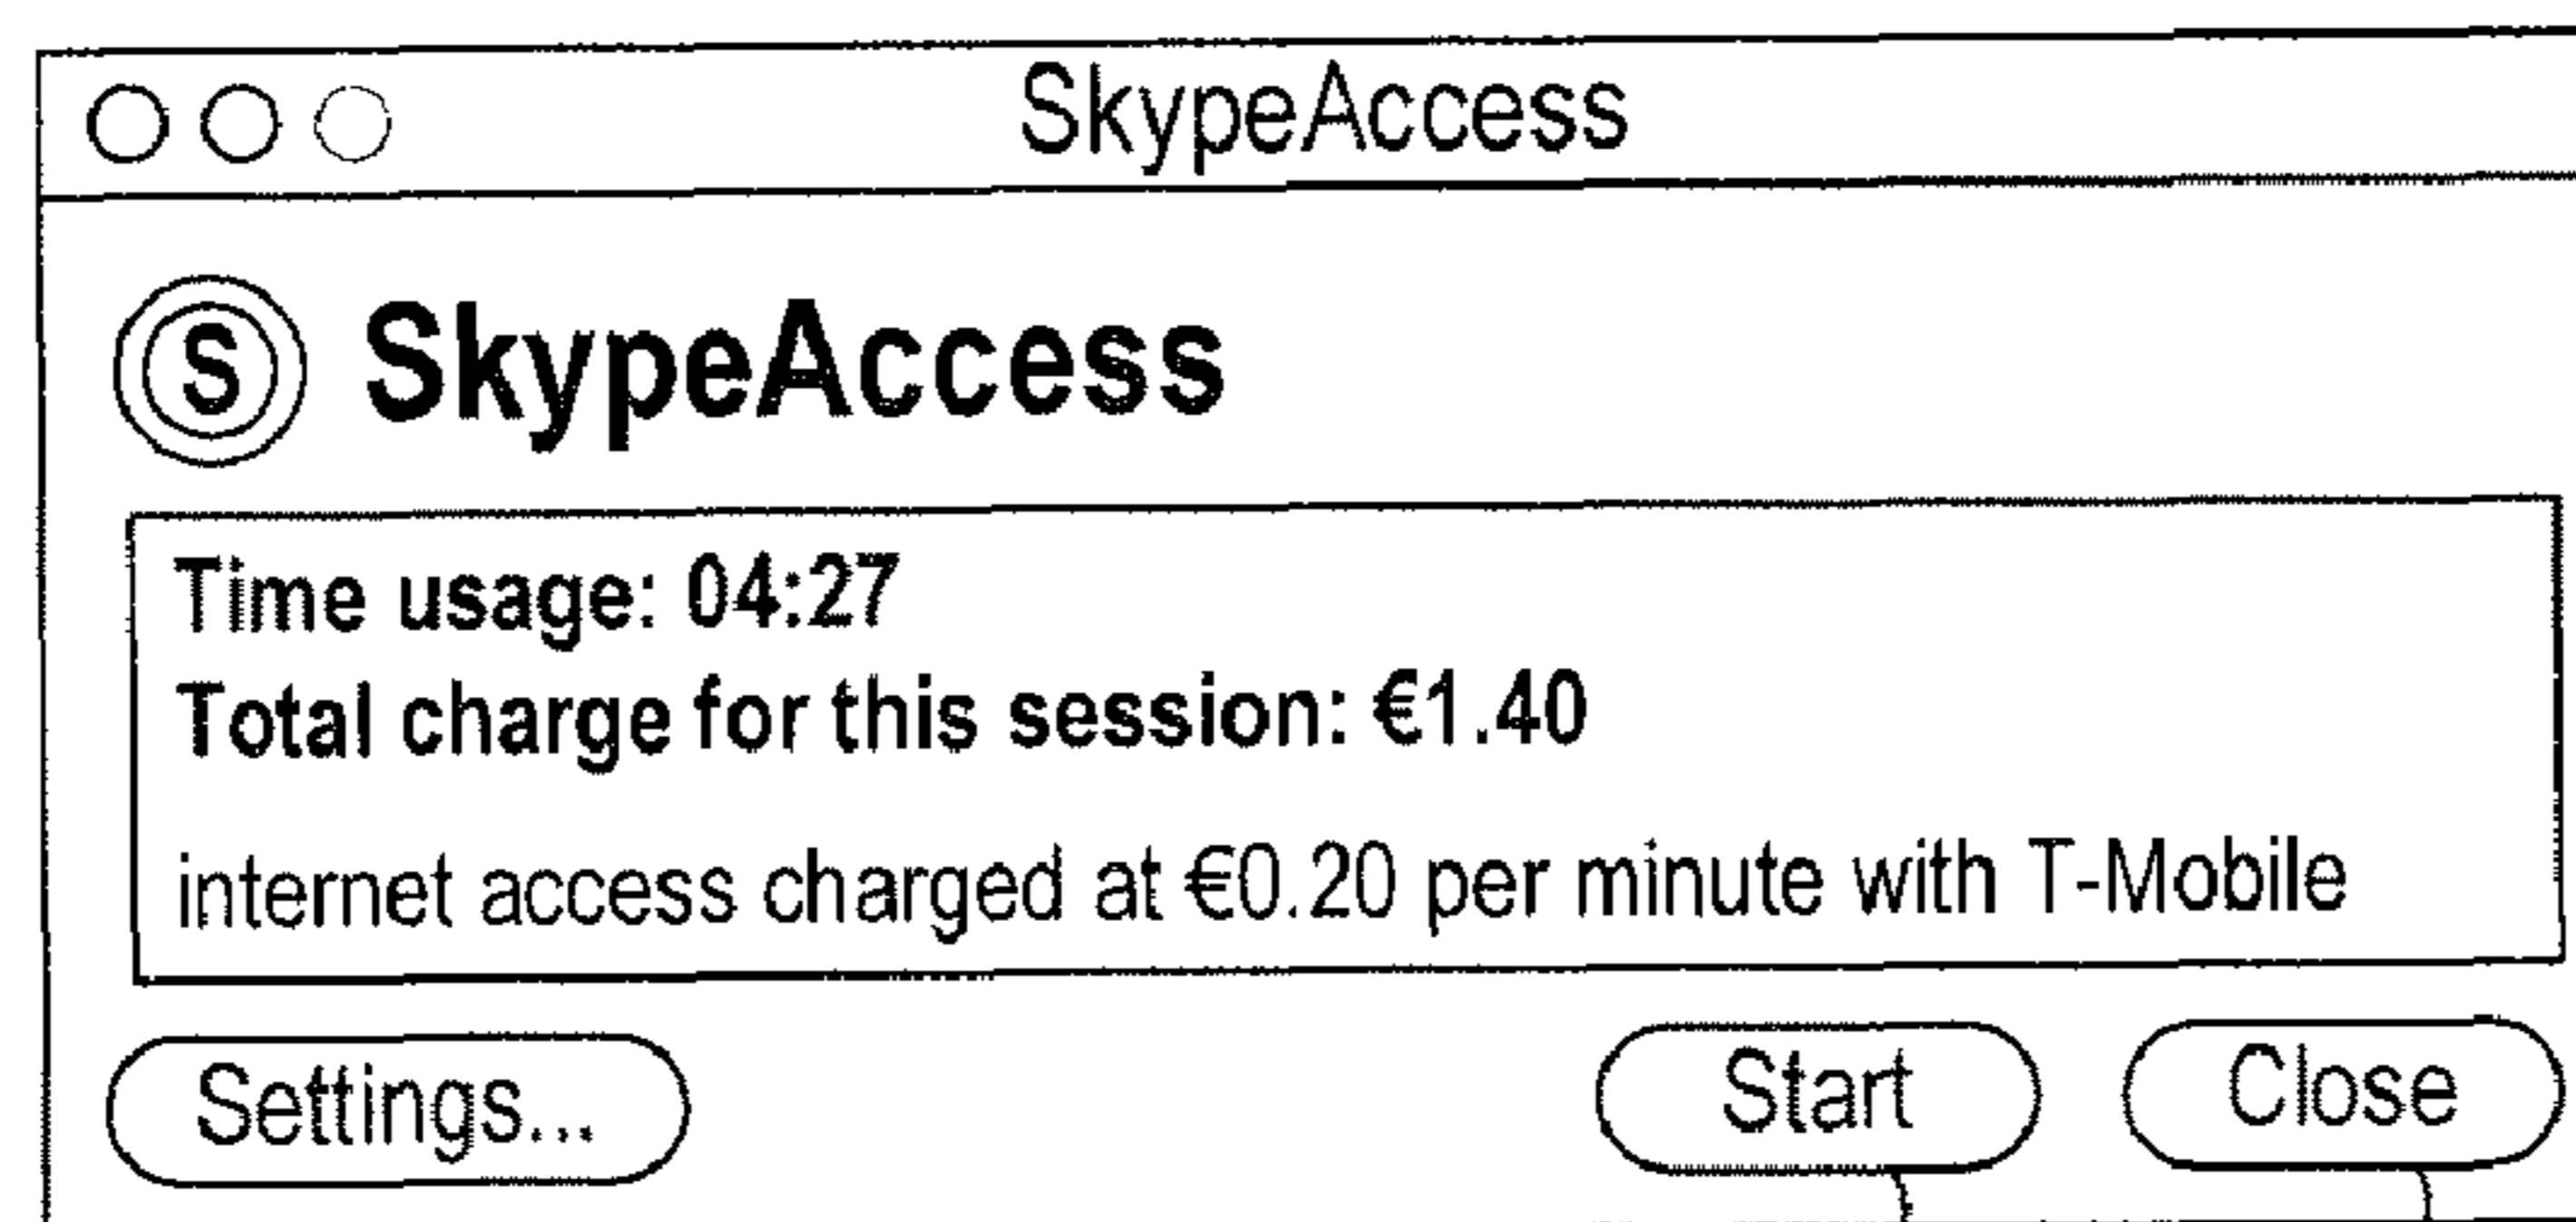 SkypeAccess
S SkypeAccess
Time usage: 04:27
Total charge for this session: €1.40
internet access charged at €0.20 per minute with T-Mobile
Settings... Start Close